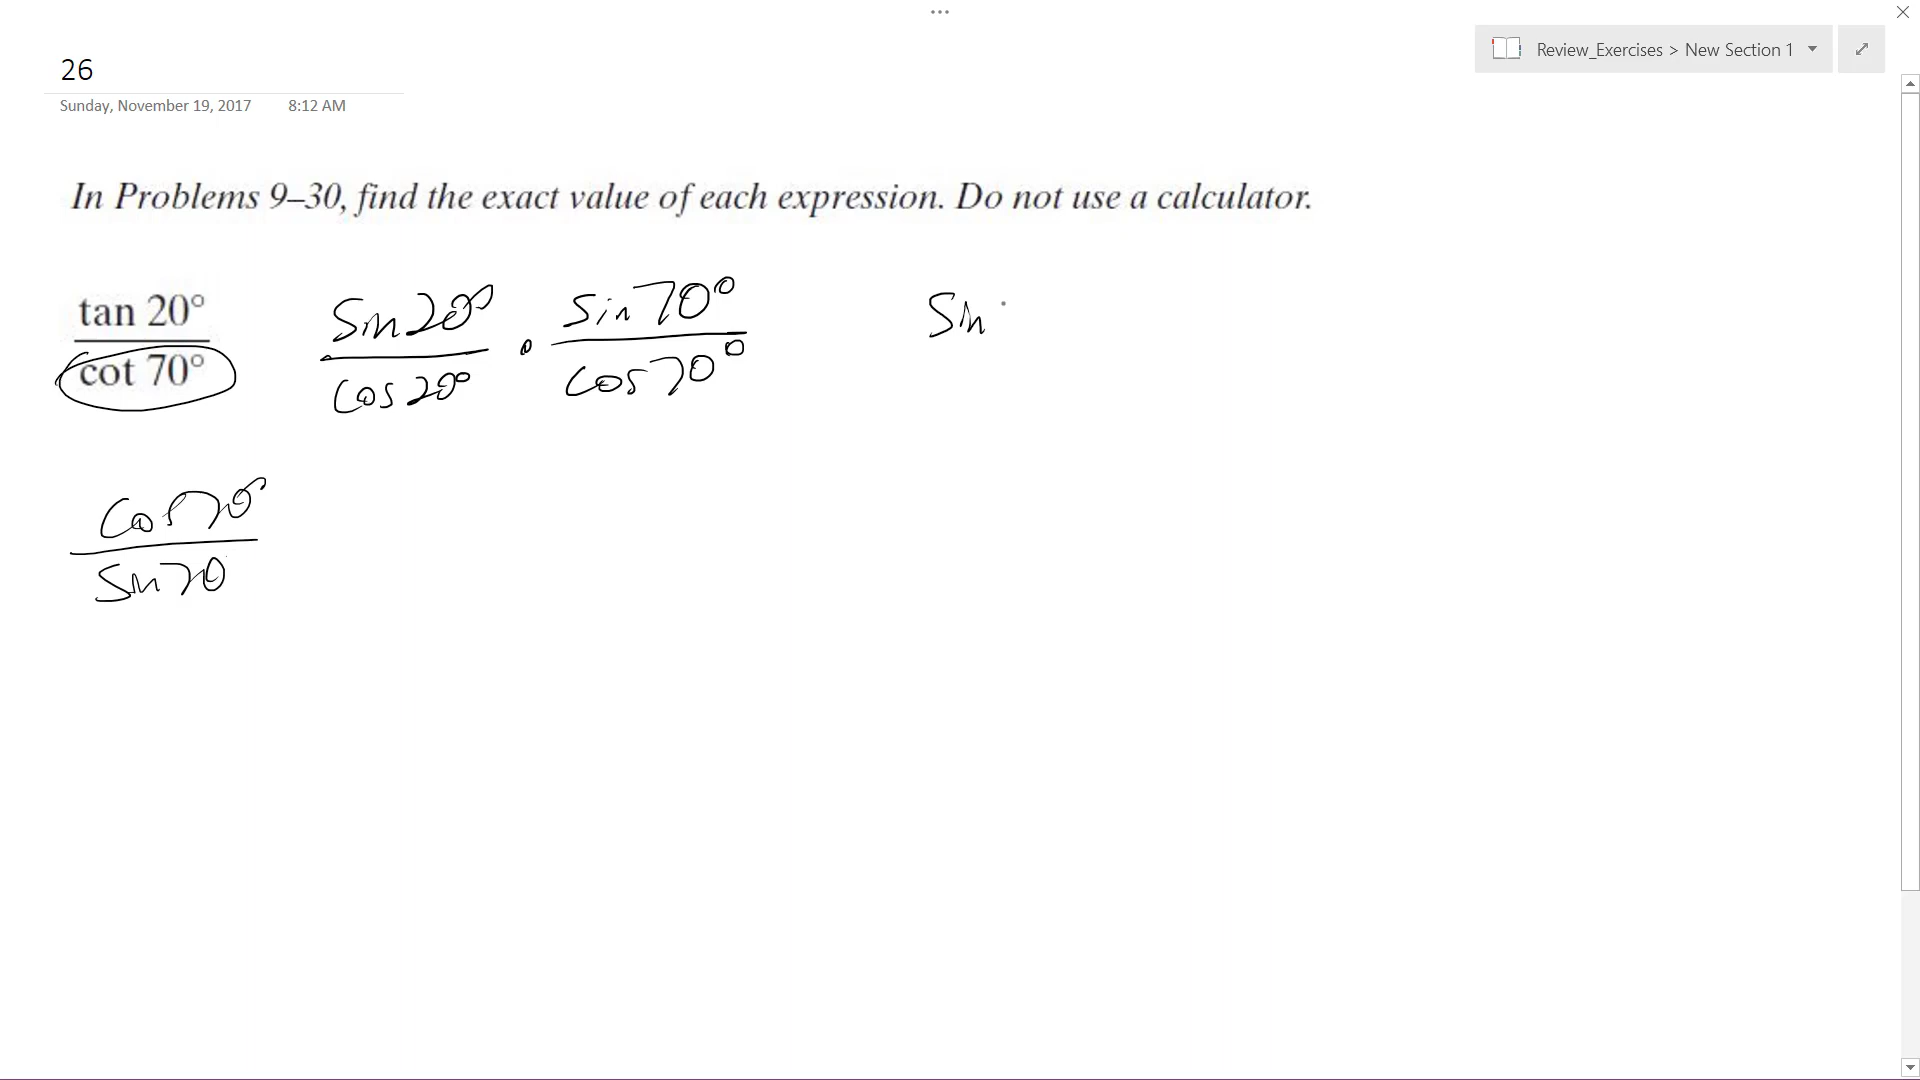 ...
Review_Exercises > New Section 1
26
Sunday, November 19, 2017 8:12 AM
In Problems 9–30, find the exact value of each expression. Do not use a calculator.
tan 20°
cot 70°
Sin 20°
cos 20°
·
Sin 70°
cos 70°
Sin
cos 70°
Sin 70